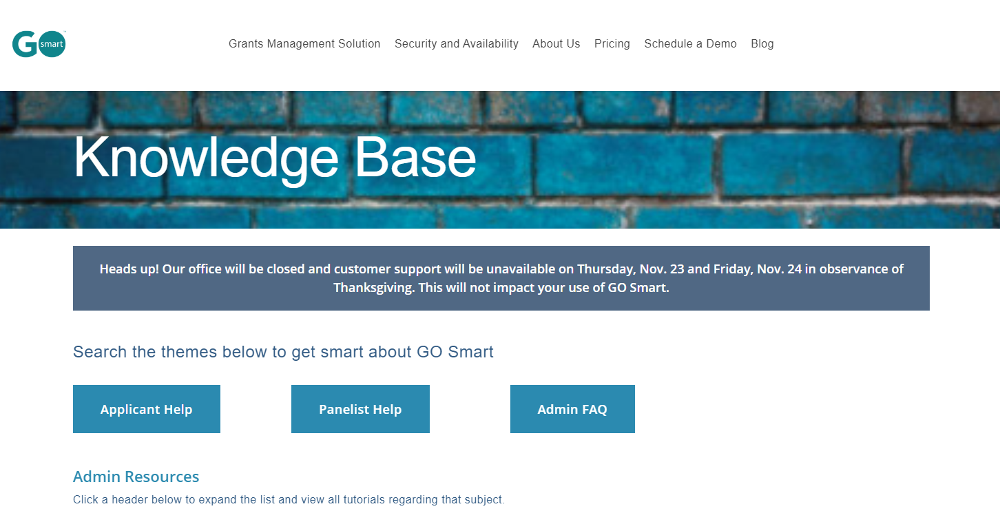 GO smart™
Grants Management Solution Security and Availability About Us Pricing Schedule a Demo Blog
Knowledge Base
Heads up! Our office will be closed and customer support will be unavailable on Thursday, Nov. 23 and Friday, Nov. 24 in observance of
Thanksgiving. This will not impact your use of GO Smart.
Search the themes below to get smart about GO Smart
Applicant Help Panelist Help Admin FAQ
Admin Resources
Click a header below to expand the list and view all tutorials regarding that subject.